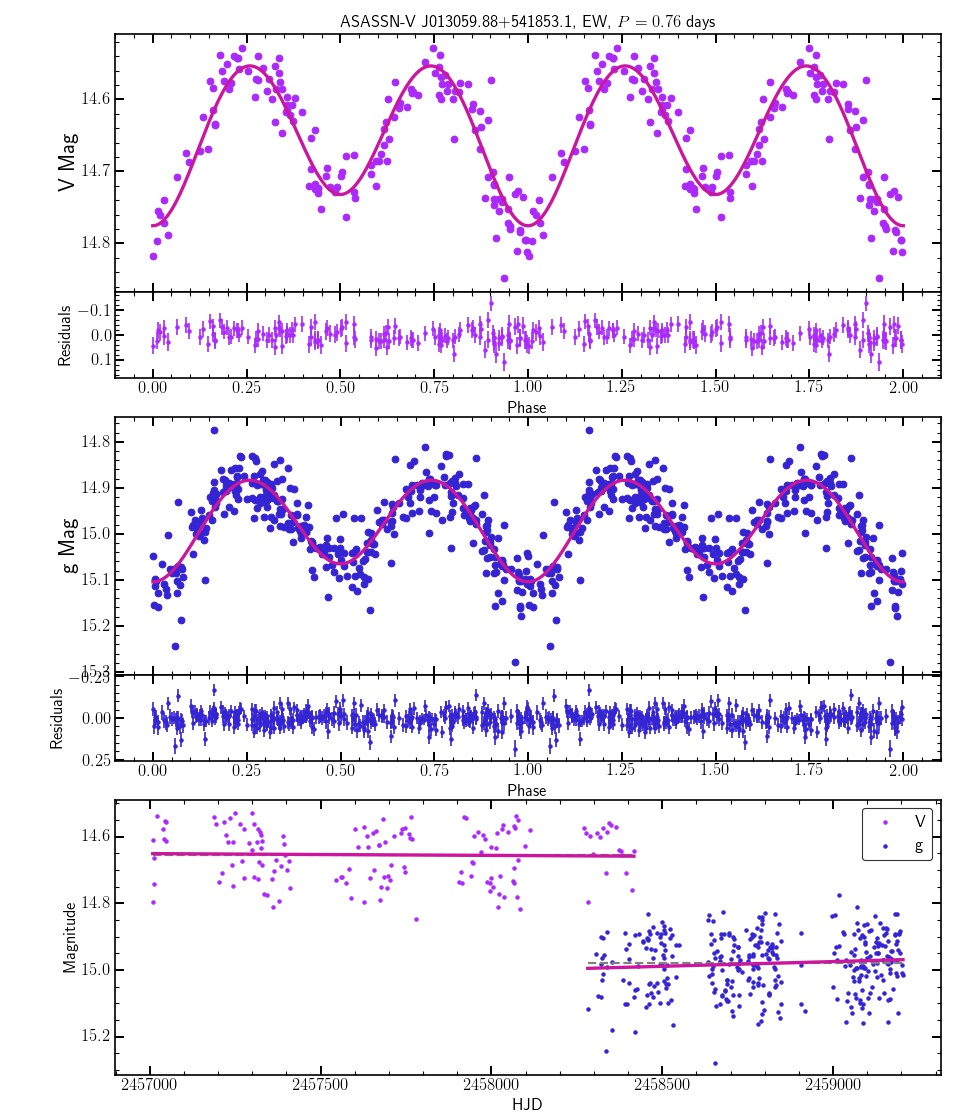 ASASSN-V J013059.88+541853.1, EW, P = 0.76 days
V Mag
14.6
14.7
14.8
Residuals
−0.1
0.0
0.1
0.00 0.25 0.50 0.75 1.00 1.25 1.50 1.75 2.00
Phase
g Mag
14.8
14.9
15.0
15.1
15.2
15.3
Residuals
−0.25
0.00
0.25
0.00 0.25 0.50 0.75 1.00 1.25 1.50 1.75 2.00
Phase
V
g
Magnitude
14.6
14.8
15.0
15.2
2457000 2457500 2458000 2458500 2459000
HJD